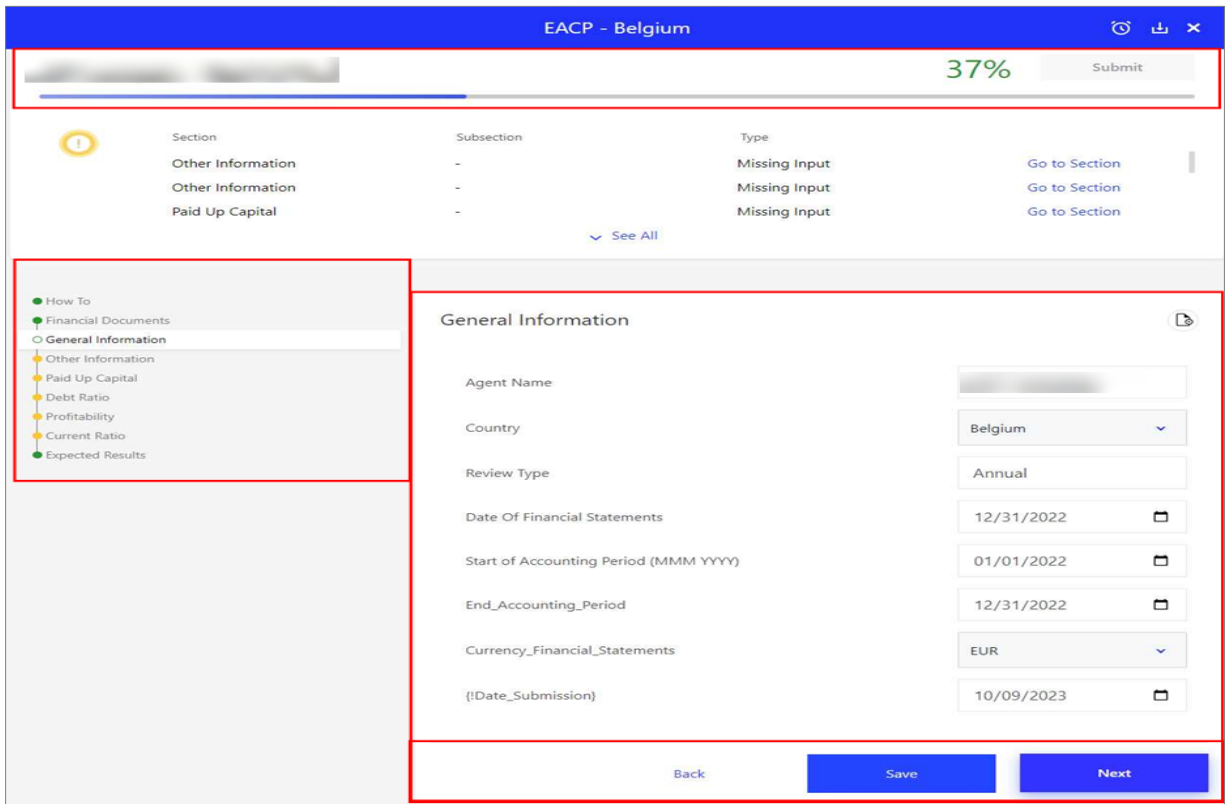 EACP - Belgium
37% Submit
Section Subsection Type
Other Information - Missing Input Go to Section
Other Information - Missing Input Go to Section
Paid Up Capital - Missing Input Go to Section
See All
How To
Financial Documents
General Information
Other Information
Paid Up Capital
Debt Ratio
Profitability
Current Ratio
Expected Results
General Information
Agent Name
Country Belgium
Review Type Annual
Date Of Financial Statements 12/31/2022
Start of Accounting Period (MMM YYYY) 01/01/2022
End_Accounting_Period 12/31/2022
Currency_Financial_Statements EUR
{!Date_Submission} 10/09/2023
Back Save Next